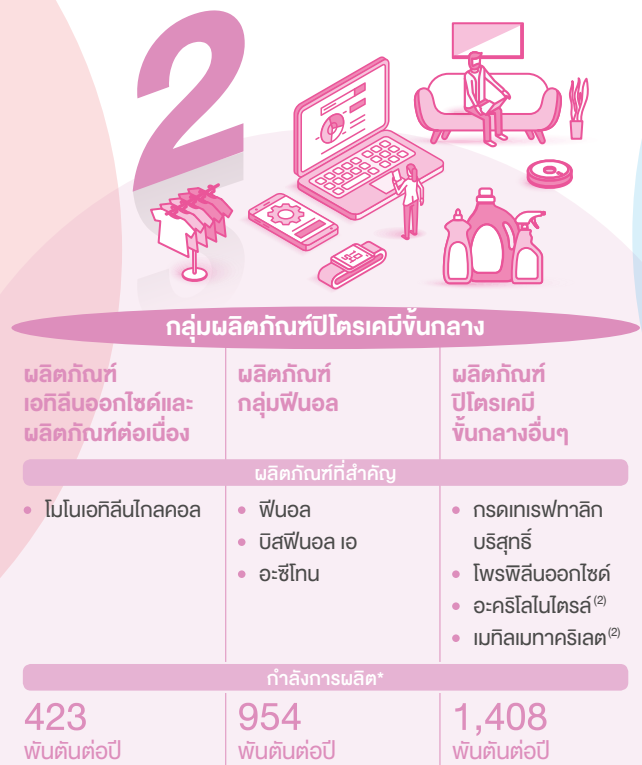 2
กลุ่มผลิตภัณฑ์ปิโตรเคมีขั้นกลาง
ผลิตภัณฑ์
เอทิลีนออกไซด์และ
ผลิตภัณฑ์ต่อเนื่อง
ผลิตภัณฑ์
กลุ่มฟีนอล
ผลิตภัณฑ์
ปิโตรเคมี
ขั้นกลางอื่นๆ
ผลิตภัณฑ์ที่สำคัญ
• โมโนเอทิลีนไกลคอล
• ฟีนอล
• บิสฟีนอล เอ
• อะซีโทน
• กรดเทเรฟทาลิก
บริสุทธิ์
• โพรพิลีนออกไซด์
• อะคริโลไนไตรล์⁽²⁾
• เมทิลเมทาคริเลต⁽²⁾
กำลังการผลิต*
423
พันตันต่อปี
954
พันตันต่อปี
1,408
พันตันต่อปี